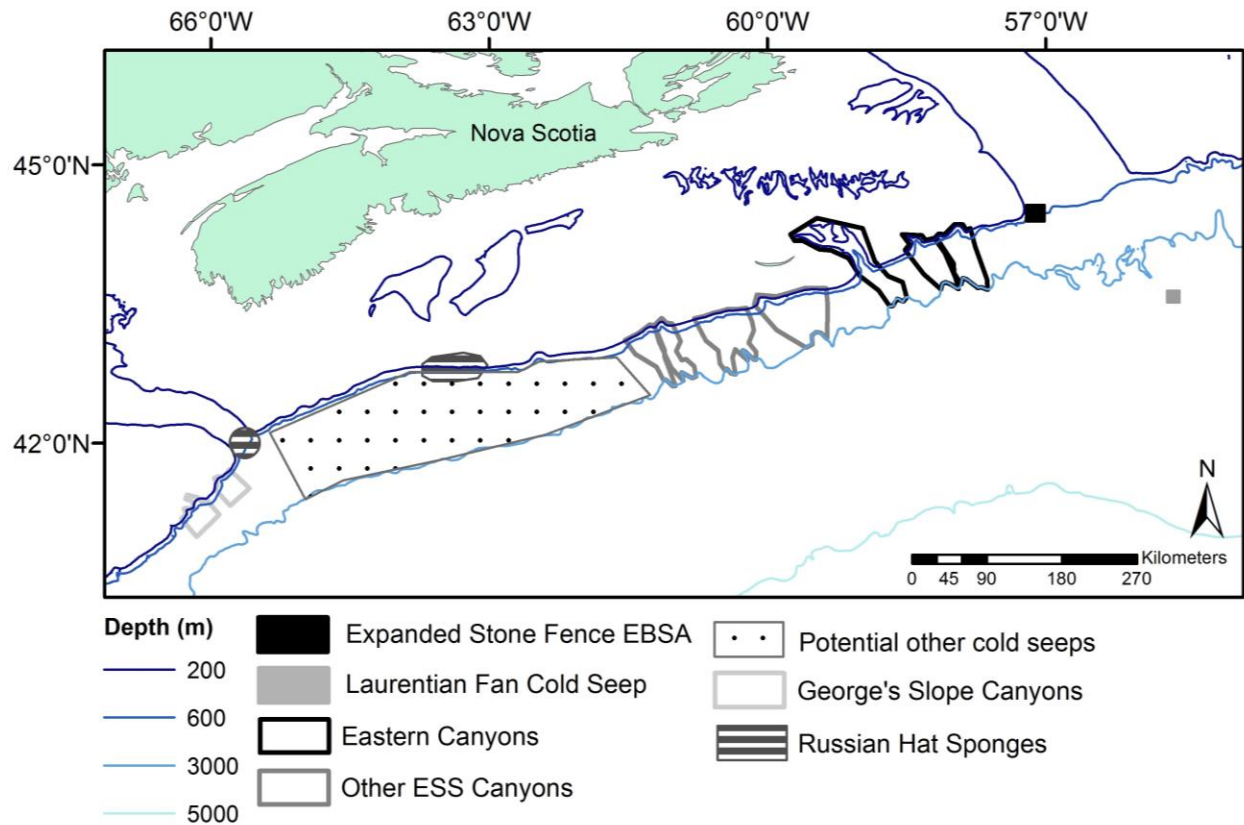 66°0'W 63°0'W 60°0'W 57°0'W
Nova Scotia
45°0'N
42°0'N
N
Kilometers
0 45 90 180 270
Depth (m)
200
600
3000
5000
Expanded Stone Fence EBSA
Laurentian Fan Cold Seep
Eastern Canyons
Other ESS Canyons
Potential other cold seeps
George's Slope Canyons
Russian Hat Sponges